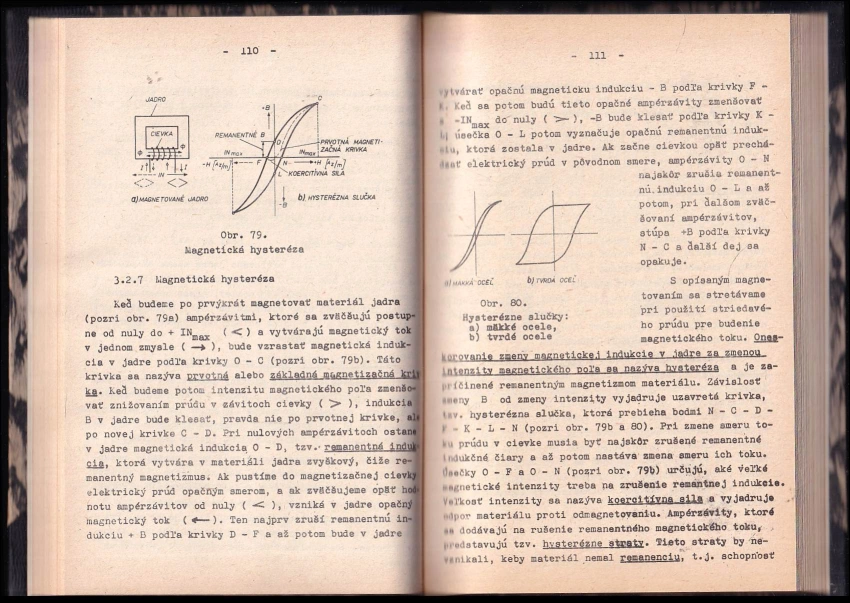 - 110 -
JADRO
CIEVKA
IN
a) MAGNETOVANÉ JADRO
REMANENTNÉ B
+B
C
D
PRVOTNÁ MAGNETI-
ZAČNÁ KRIVKA
IN max
IN max
-H [Az/m]
F
N
+H [Az/m]
L
KOERCITÍVNA SILA
-B
b) HYSTERÉZNA SLUČKA
Obr. 79.
Magnetická hysteréza
3.2.7 Magnetická hysteréza
Keď budeme po prvýkrát magnetovať materiál jadra
(pozri obr. 79a) ampérzávitmi, ktoré sa zväčšujú postup-
ne od nuly do + IN max ( < ) a vytvárajú magnetický tok
v jednom zmysle ( → ), bude vzrastať magnetická induk-
cia v jadre podľa krivky O - C (pozri obr. 79b). Táto
krivka sa nazýva prvotná alebo základná magnetizačná kri
ka. Keď budeme potom intenzitu magnetického poľa zmenšo-
vať znižovaním prúdu v závitoch cievky ( > ), indukcia
B v jadre bude klesať, pravda nie po prvotnej krivke, al
po novej krivke C - D. Pri nulových ampérzávitoch ostane
v jadre magnetická indukcia O - D, tzv. remanentná induk
cia, ktorá vytvára v materiáli jadra zvyškový, čiže re-
manentný magnetizmus. Ak pustíme do magnetizačnej cievky
elektrický prúd opačným smerom, a ak zväčšujeme opäť hod
notu ampérzávitov od nuly ( < ), vzniká v jadre opačný
magnetický tok ( ← ). Ten najprv zruší remanentnú in-
dukciu + B podľa krivky D - F a až potom bude v jadre
- 111 -
vytvárať opačnú magnetickú indukciu - B podľa krivky F -
K. Keď sa potom budú tieto opačné ampérzávity zmenšovať
-IN max do nuly ( > ), -B bude klesať podľa krivky K -
úsečka O - L potom vyznačuje opačnú remanentnú induk-
ciu, ktorá zostala v jadre. Ak začne cievkou opäť prechá-
dzať elektrický prúd v pôvodnom smere, ampérzávity O - N
najskôr zrušia remanent-
nú indukciu O - L a až
potom, pri ďalšom zväč-
šovaní ampérzávitov,
stúpa +B podľa krivky
N - C a ďalší dej sa
opakuje.
a) MÄKKÁ OCEĽ
b) TVRDÁ OCEĽ
Obr. 80.
Hysterézne slučky:
a) mäkké ocele,
b) tvrdé ocele
S opísaným magne-
tovaním sa stretávame
pri použití striedavé-
ho prúdu pre budenie
magnetického toku. Ones-
korovanie zmeny magnetickej indukcie v jadre za zmenou
intenzity magnetického poľa sa nazýva hysteréza a je za-
príčinené remanentným magnetizmom materiálu. Závislosť
zmeny B od zmeny intenzity vyjadruje uzavretá krivka,
tzv. hysterézna slučka, ktorá prebieha bodmi N - C - D -
F - K - L - N (pozri obr. 79b a 80). Pri zmene smeru to-
ku prúdu v cievke musia byť najskôr zrušené remanentné
indukčné čiary a až potom nastáva zmena smeru ich toku.
Úsečky O - F a O - N (pozri obr. 79b) určujú, aké veľké
magnetické intenzity treba na zrušenie remantnej indukcie.
Veľkosť intenzity sa nazýva koercitívna sila a vyjadruje
odpor materiálu proti odmagnetovaniu. Ampérzávity, ktoré
sa dodávajú na rušenie remanentného magnetického toku,
predstavujú tzv. hysterézne straty. Tieto straty by ne-
vznikali, keby materiál nemal remanenciu, t.j. schopnosť